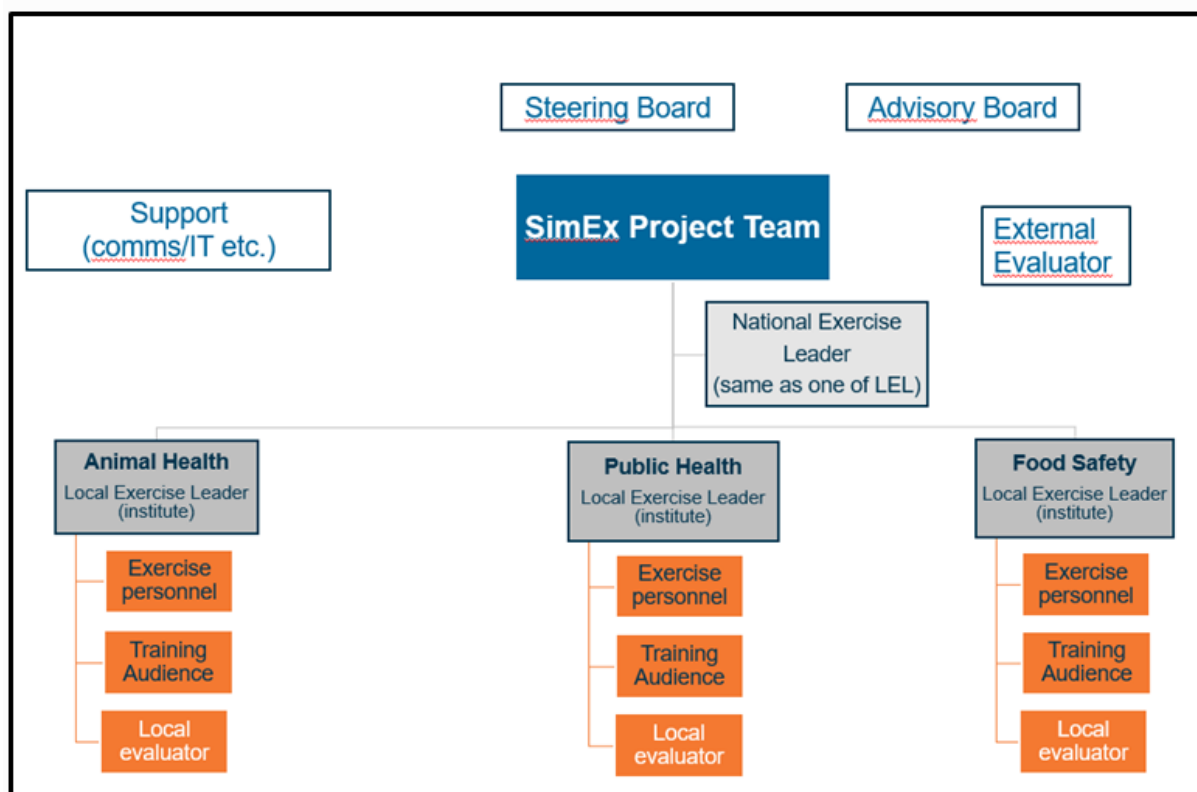 Steering Board
Advisory Board
Support
(comms/IT etc.)
SimEx Project Team
External
Evaluator
National Exercise
Leader
(same as one of LEL)
Animal Health
Local Exercise Leader
(institute)
Exercise
personnel
Training
Audience
Local
evaluator
Public Health
Local Exercise Leader
(institute)
Exercise
personnel
Training
Audience
Local
evaluator
Food Safety
Local Exercise Leader
(institute)
Exercise
personnel
Training
Audience
Local
evaluator